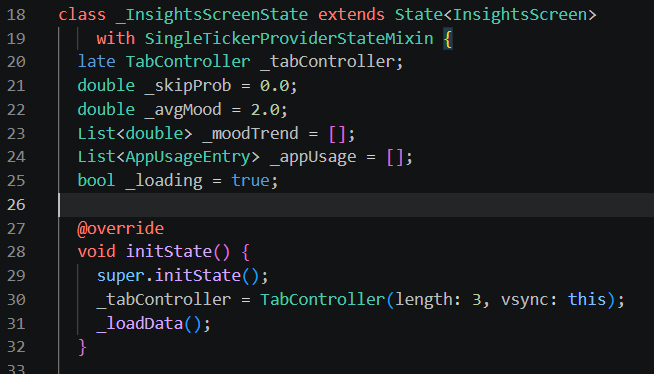 18 class _InsightsScreenState extends State<InsightsScreen>
19     with SingleTickerProviderStateMixin {
20   late TabController _tabController;
21   double _skipProb = 0.0;
22   double _avgMood = 2.0;
23   List<double> _moodTrend = [];
24   List<AppUsageEntry> _appUsage = [];
25   bool _loading = true;
26
27   @override
28   void initState() {
29     super.initState();
30     _tabController = TabController(length: 3, vsync: this);
31     _loadData();
32   }
33